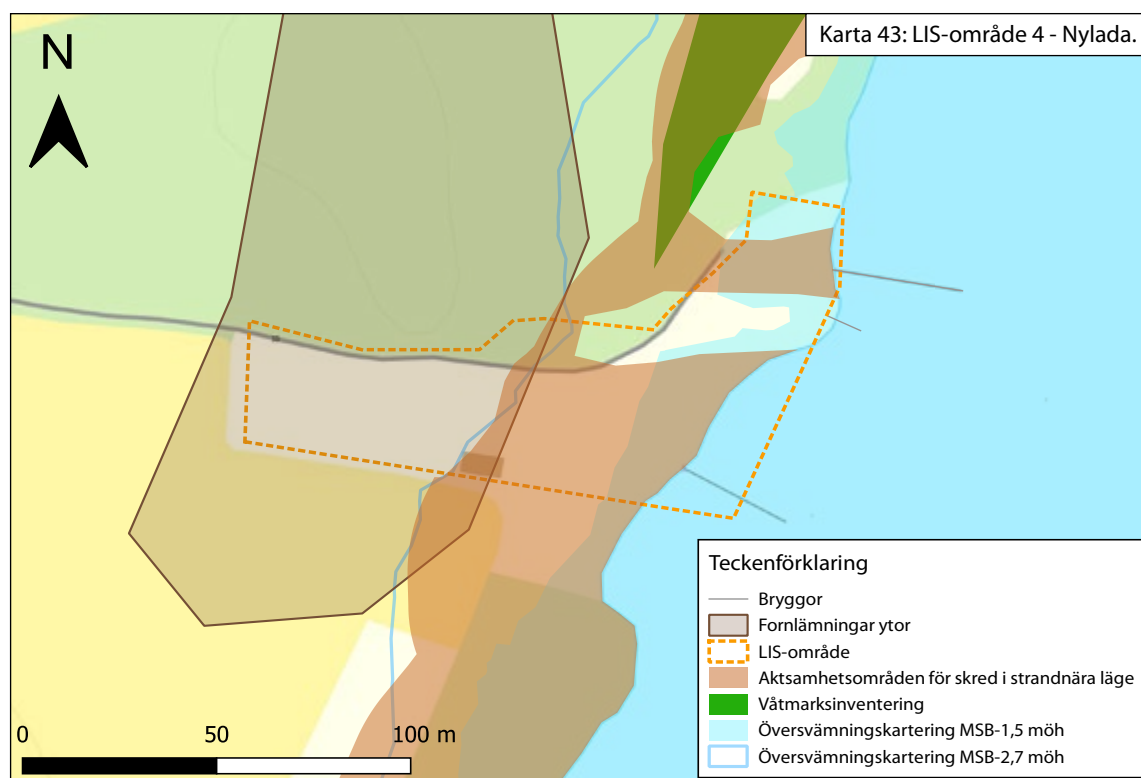 Karta 43: LIS-område 4 - Nylada.
N
Teckenförklaring
Bryggor
Fornlämningar ytor
LIS-område
Aktsamhetsområden för skred i strandnära läge
Våtmarksinventering
Översvämningskartering MSB-1,5 möh
Översvämningskartering MSB-2,7 möh
0 50 100 m